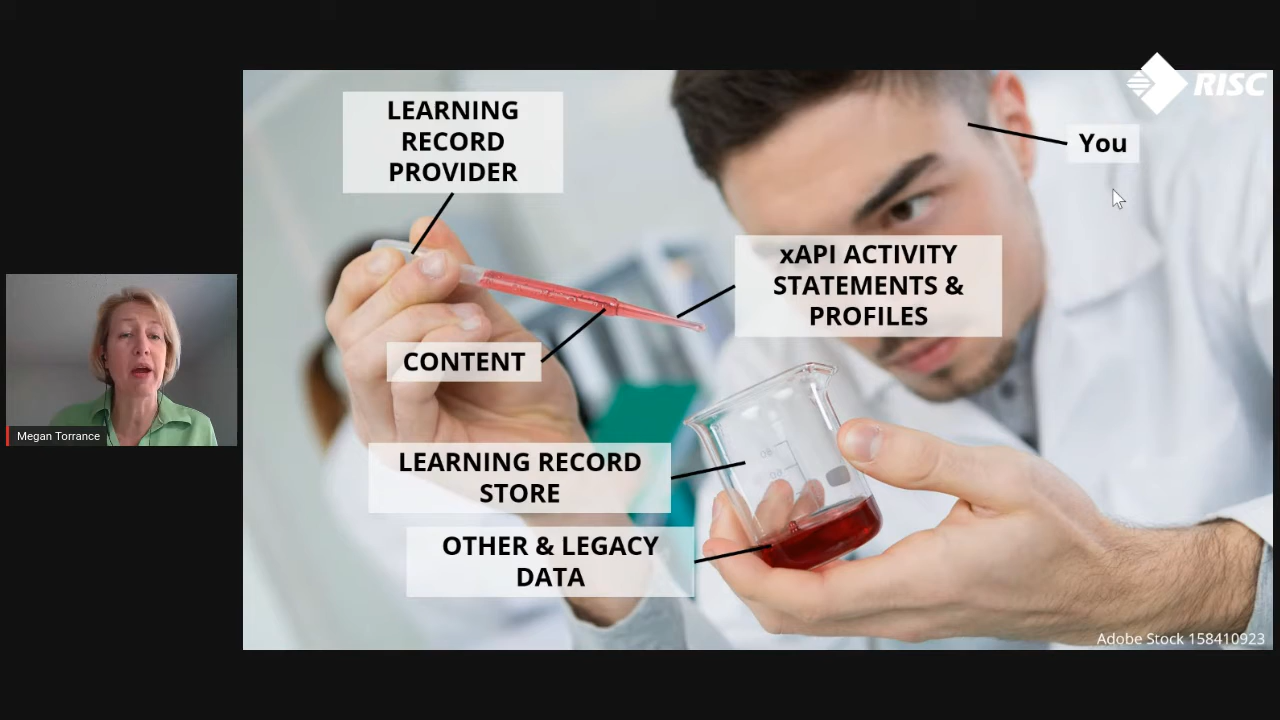 RISC
LEARNING
RECORD
PROVIDER
You
xAPI ACTIVITY
STATEMENTS &
PROFILES
CONTENT
LEARNING RECORD
STORE
OTHER & LEGACY
DATA
Megan Torrance
Adobe Stock 158410923